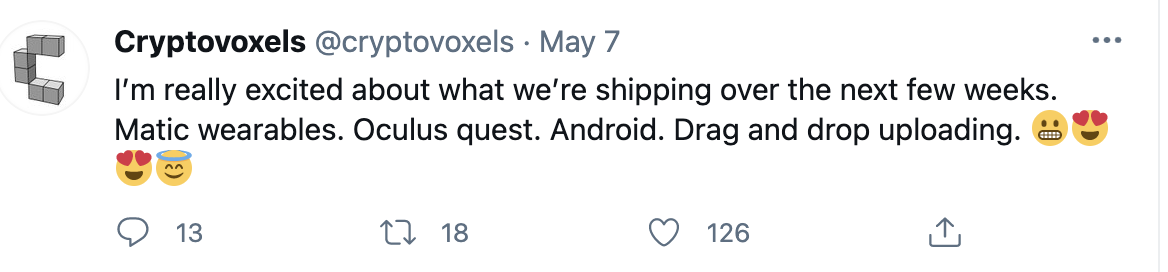 Cryptovoxels @cryptovoxels · May 7
I’m really excited about what we’re shipping over the next few weeks.
Matic wearables. Oculus quest. Android. Drag and drop uploading. 😬😍
😍😇
13 18 126